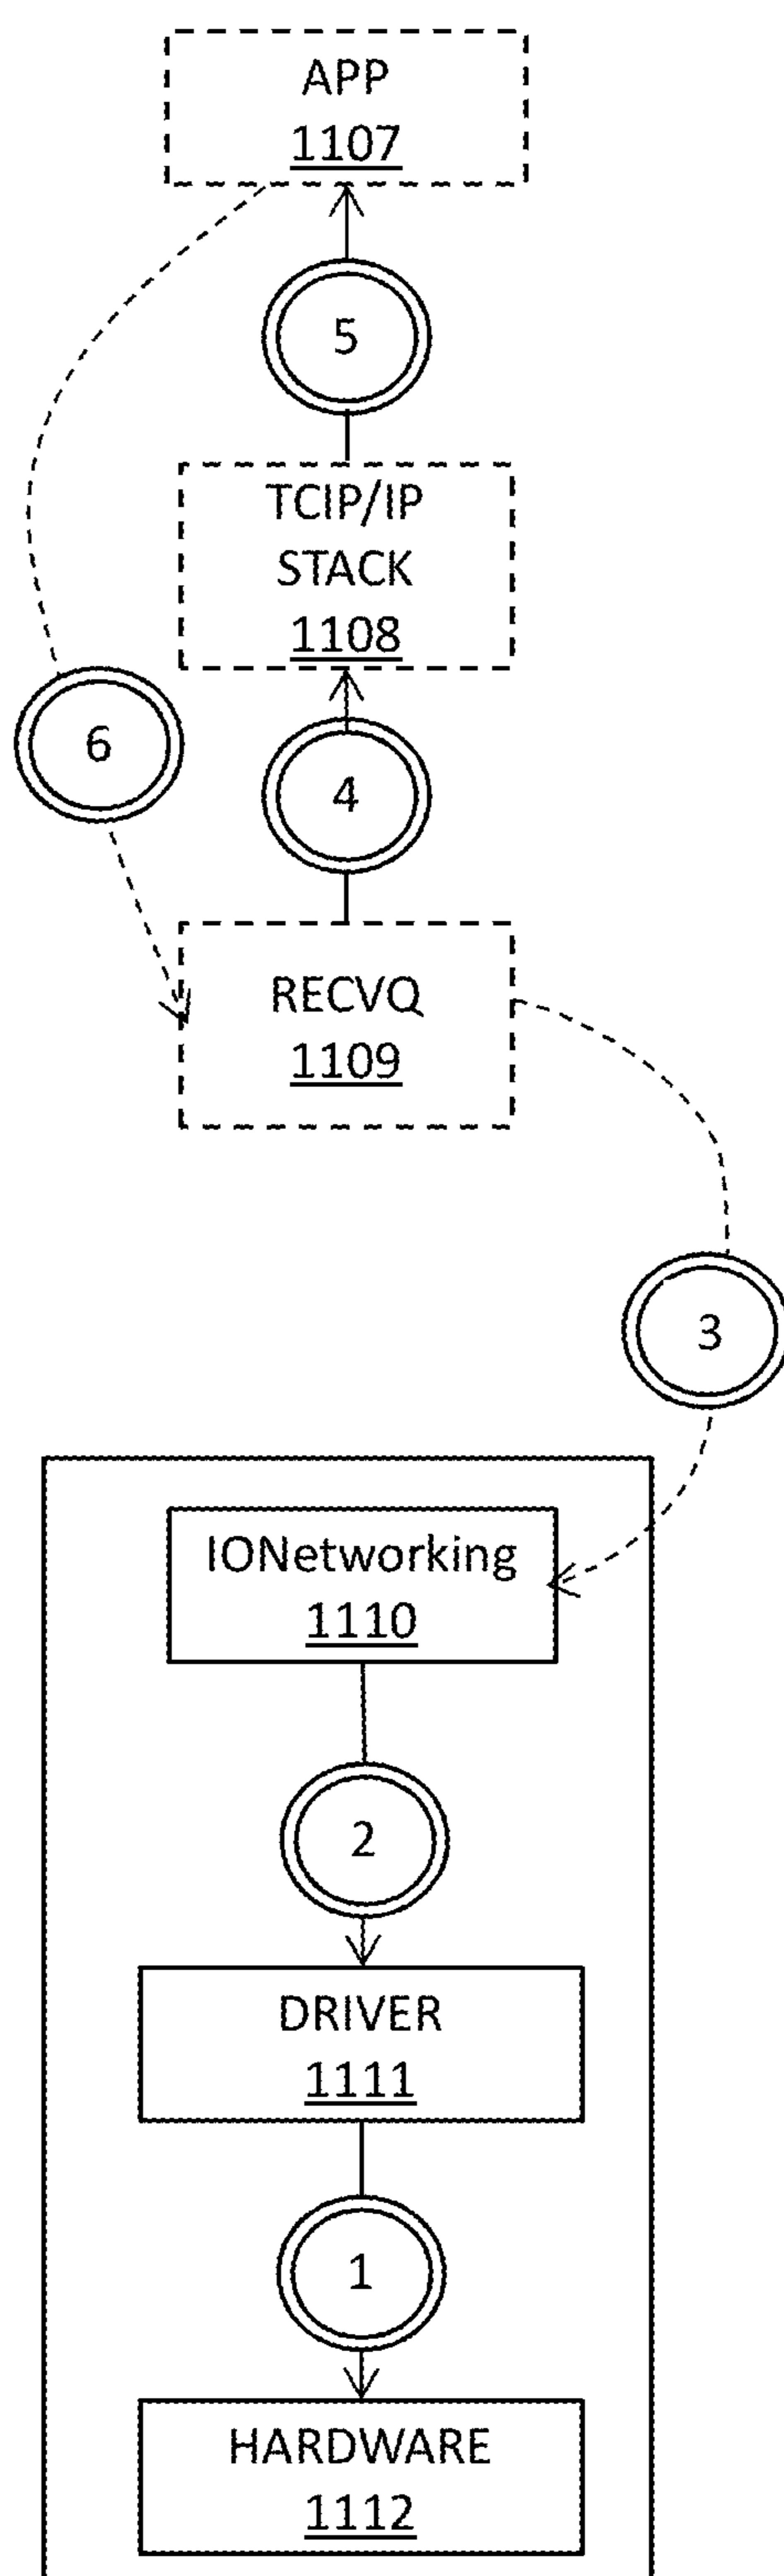 APP
1107
5
TCIP/IP
STACK
1108
6
4
RECVQ
1109
3
IONetworking
1110
2
DRIVER
1111
1
HARDWARE
1112